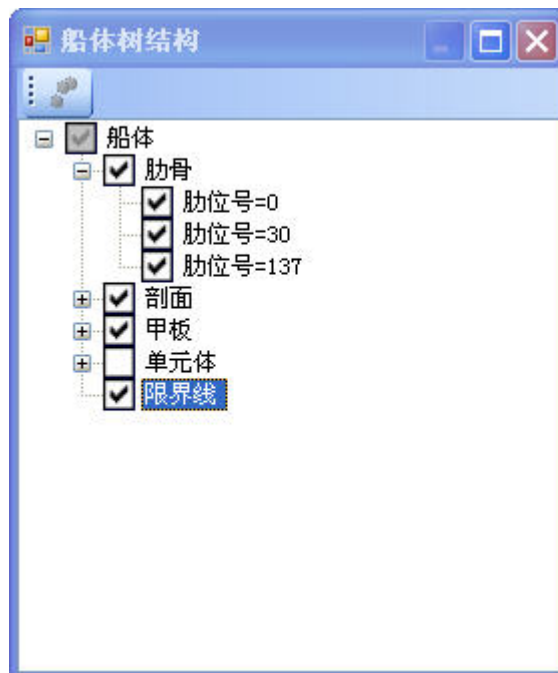 船体树结构
船体
肋骨
肋位号=0
肋位号=30
肋位号=137
剖面
甲板
单元体
限界线